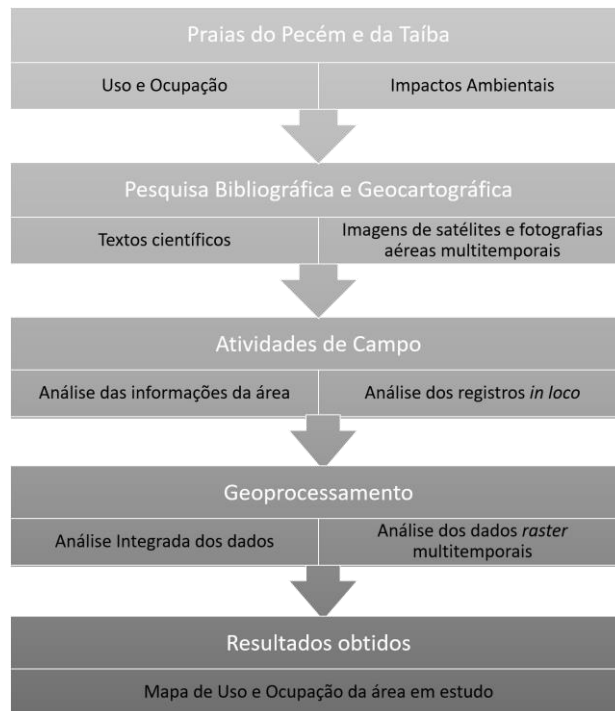 Praias do Pecém e da Taíba
Uso e Ocupação
Impactos Ambientais
Pesquisa Bibliográfica e Geocartográfica
Textos científicos
Imagens de satélites e fotografias
aéreas multitemporais
Atividades de Campo
Análise das informações da área
Análise dos registros in loco
Geoprocessamento
Análise Integrada dos dados
Análise dos dados raster
multitemporais
Resultados obtidos
Mapa de Uso e Ocupação da área em estudo